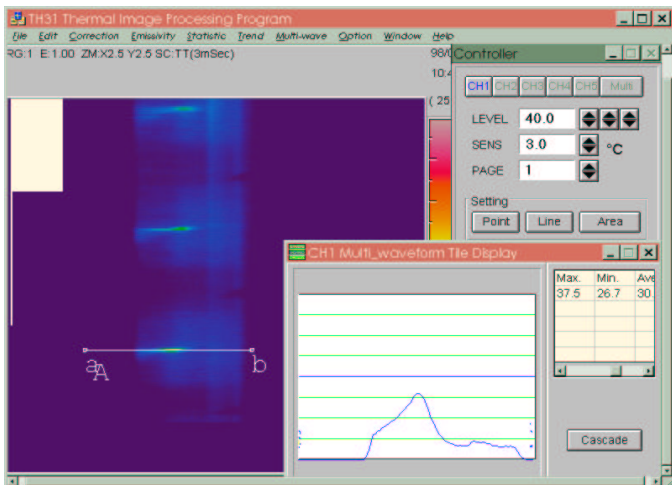 TH31 Thermal Image Processing Program
File Edit Correction Emissivity Statistic Trend Multi-wave Option Window Help
RG:1 E:1.00 ZM:X2.5 Y2.5 SC:TT(3mSec)
98/0
10:4
( 25
Controller
CH1 CH2 CH3 CH4 CH5 Multi
LEVEL 40.0
SENS 3.0 °C
PAGE 1
Setting
Point Line Area
CH1 Multi_waveform Tile Display
Max. Min. Ave
37.5 26.7 30.
Cascade
a A b